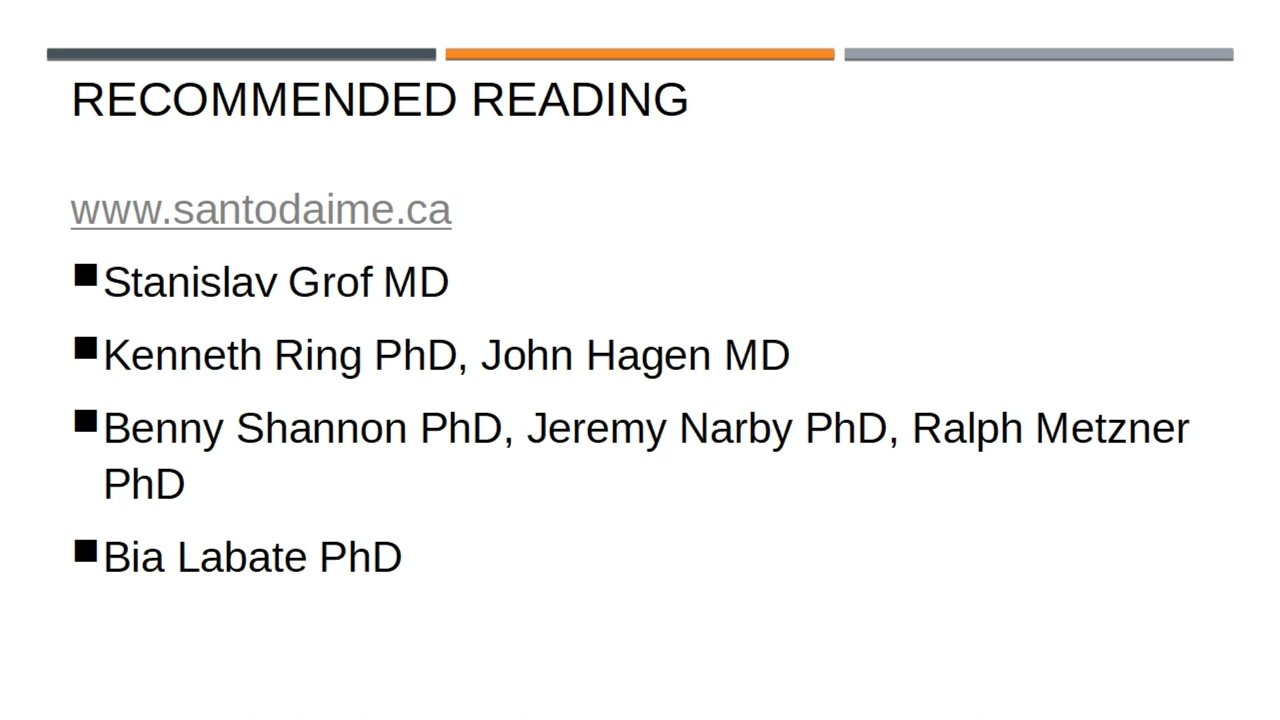 RECOMMENDED READING
www.santodaime.ca
Stanislav Grof MD
Kenneth Ring PhD, John Hagen MD
Benny Shannon PhD, Jeremy Narby PhD, Ralph Metzner
PhD
Bia Labate PhD